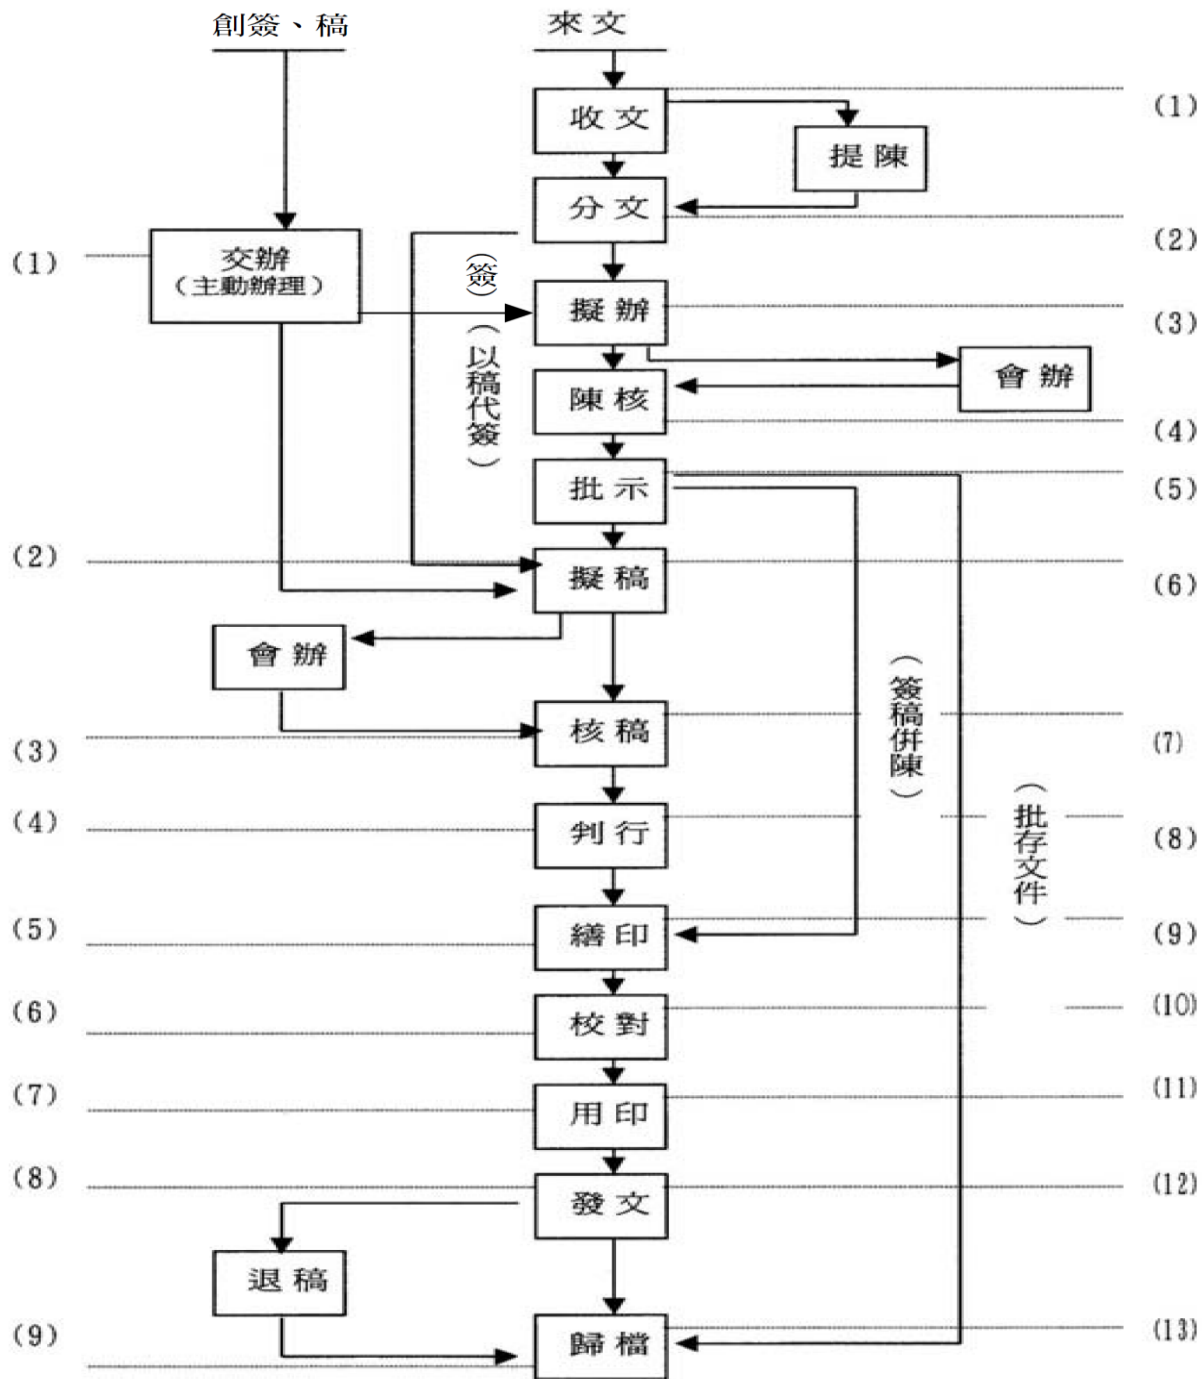 創簽、稿
來文
收文
(1)
提陳
分文
(2)
(1)
交辦
(主動辦理)
(簽)
擬辦
(3)
(以稿代簽)
會辦
陳核
(4)
批示
(5)
(2)
擬稿
(6)
會辦
(簽稿併陳)
核稿
(7)
(3)
(批存文件)
(4)
判行
(8)
(5)
繕印
(9)
(6)
校對
(10)
(7)
用印
(11)
(8)
發文
(12)
退稿
(9)
歸檔
(13)